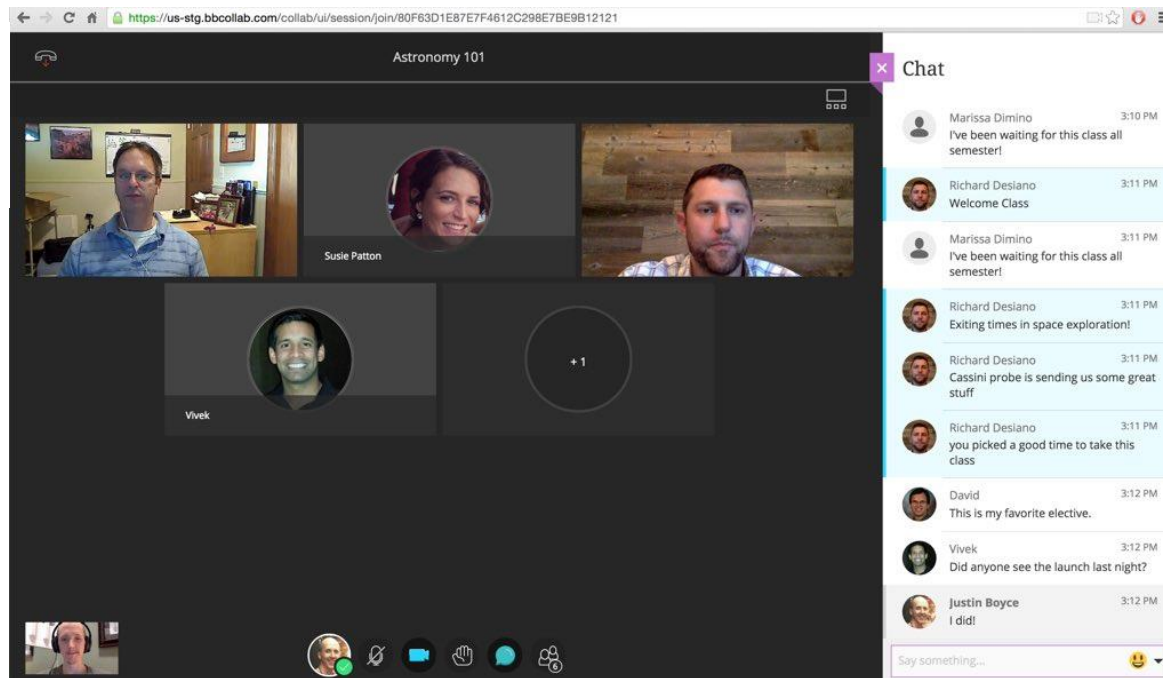 https://us-stg.bbcollab.com/collab/ui/session/join/80F63D1E87E7F4612C298E7BE9B12121
Astronomy 101
Susie Patton
Vivek
+ 1
6
Chat
Marissa Dimino 3:10 PM
I've been waiting for this class all
semester!
Richard Desiano 3:11 PM
Welcome Class
Marissa Dimino 3:11 PM
I've been waiting for this class all
semester!
Richard Desiano 3:11 PM
Exiting times in space exploration!
Richard Desiano 3:11 PM
Cassini probe is sending us some great
stuff
Richard Desiano 3:11 PM
you picked a good time to take this
class
David 3:12 PM
This is my favorite elective.
Vivek 3:12 PM
Did anyone see the launch last night?
Justin Boyce 3:12 PM
I did!
Say something...